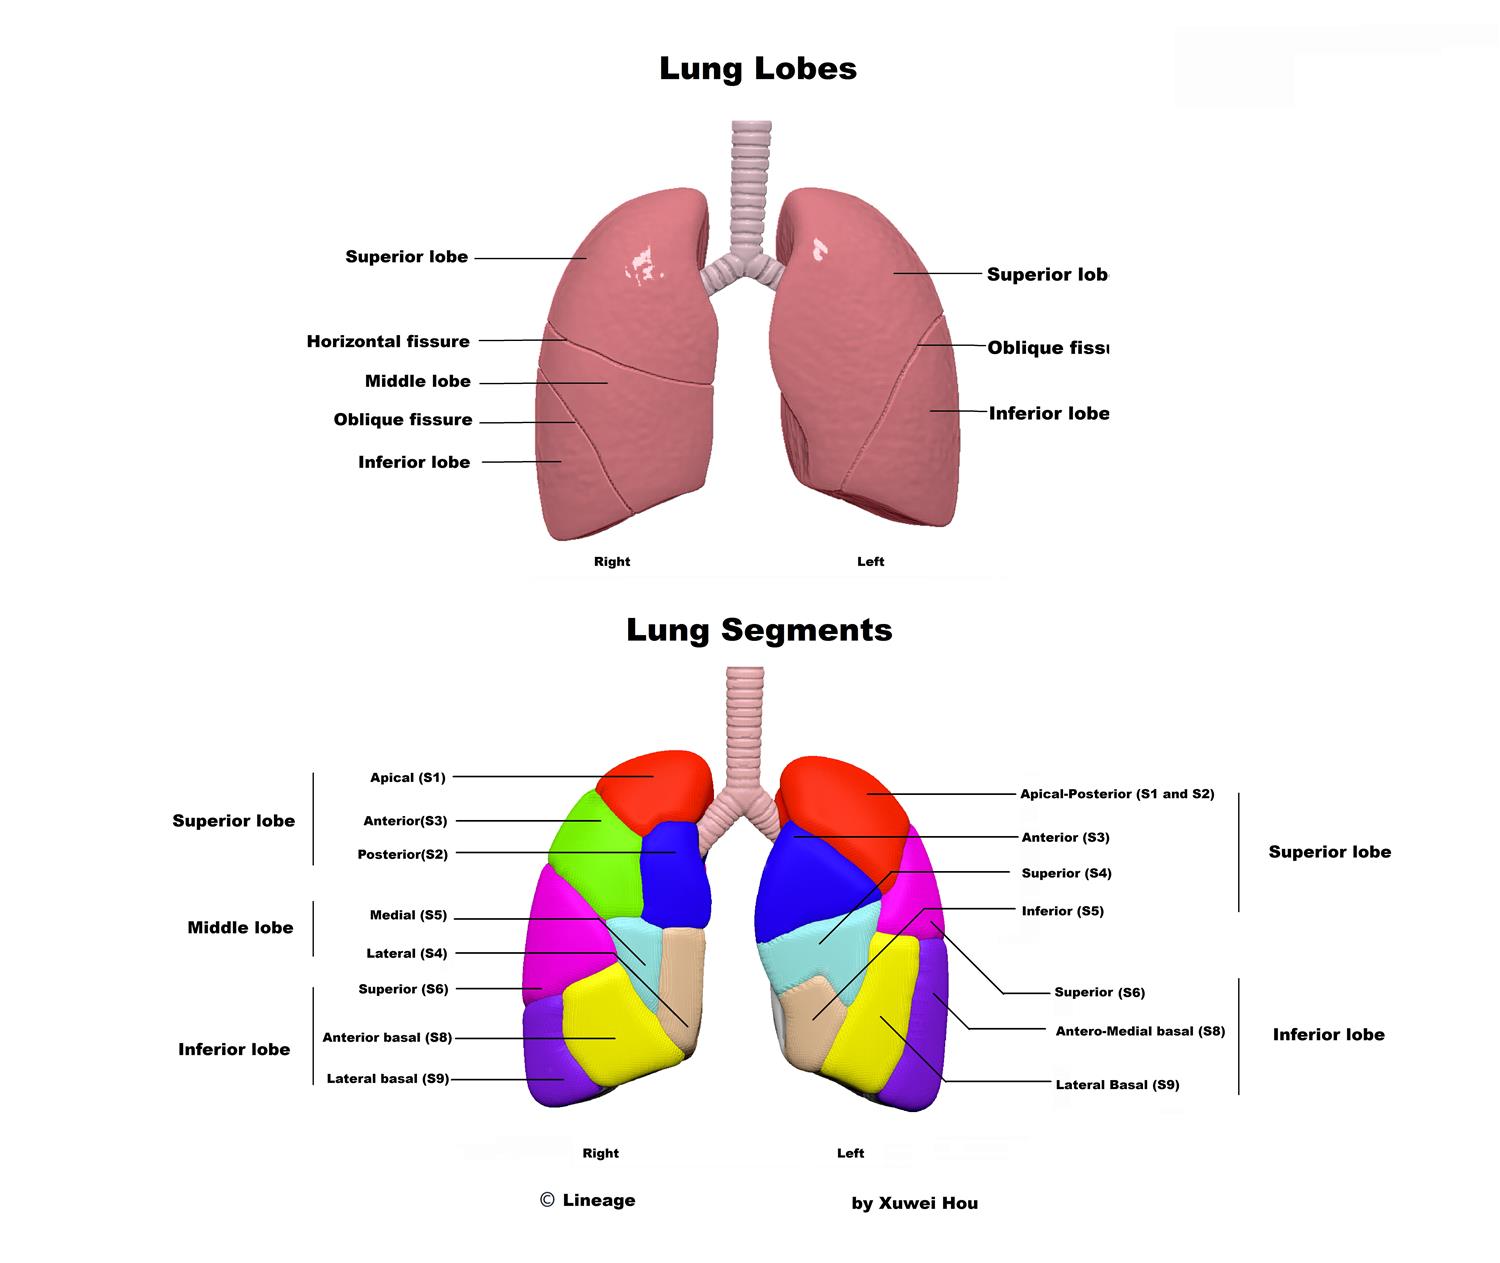 Lung Lobes
Superior lobe
Horizontal fissure
Middle lobe
Oblique fissure
Inferior lobe
Superior lob
Oblique fissu
Inferior lobe
Right
Left
Lung Segments
Superior lobe
Apical (S1)
Anterior(S3)
Posterior(S2)
Middle lobe
Medial (S5)
Lateral (S4)
Inferior lobe
Superior (S6)
Anterior basal (S8)
Lateral basal (S9)
Apical-Posterior (S1 and S2)
Anterior (S3)
Superior (S4)
Inferior (S5)
Superior lobe
Superior (S6)
Antero-Medial basal (S8)
Lateral Basal (S9)
Inferior lobe
Right
Left
© Lineage
by Xuwei Hou